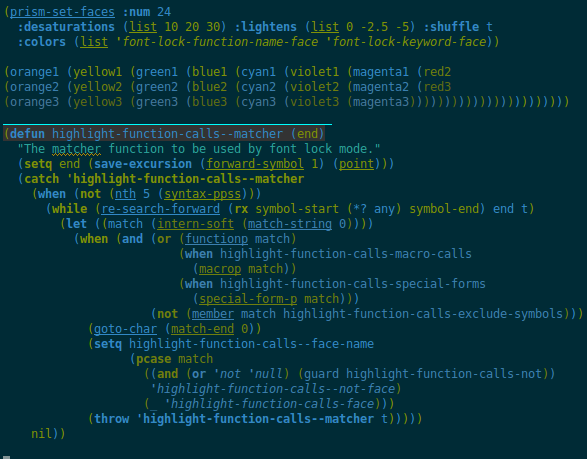 (prism-set-faces :num 24
:desaturations (list 10 20 30) :lightens (list 0 -2.5 -5) :shuffle t
:colors (list 'font-lock-function-name-face 'font-lock-keyword-face))
(orange1 (yellow1 (green1 (blue1 (cyan1 (violet1 (magenta1 (red2
(orange2 (yellow2 (green2 (blue2 (cyan2 (violet2 (magenta2 (red3
(orange3 (yellow3 (green3 (blue3 (cyan3 (violet3 (magenta3)))))))))))))))))))))))
(defun highlight-function-calls--matcher (end)
"The matcher function to be used by font lock mode."
(setq end (save-excursion (forward-symbol 1) (point)))
(catch 'highlight-function-calls--matcher
(when (not (nth 5 (syntax-ppss)))
(while (re-search-forward (rx symbol-start (*? any) symbol-end) end t)
(let ((match (intern-soft (match-string 0))))
(when (and (or (functionp match)
(when highlight-function-calls-macro-calls
(macrop match))
(when highlight-function-calls-special-forms
(special-form-p match)))
(not (member match highlight-function-calls-exclude-symbols)))
(goto-char (match-end 0))
(setq highlight-function-calls--face-name
(pcase match
((and (or 'not 'null) (guard highlight-function-calls-not))
'highlight-function-calls--not-face)
(_ 'highlight-function-calls-face)))
(throw 'highlight-function-calls--matcher t)))))
nil))